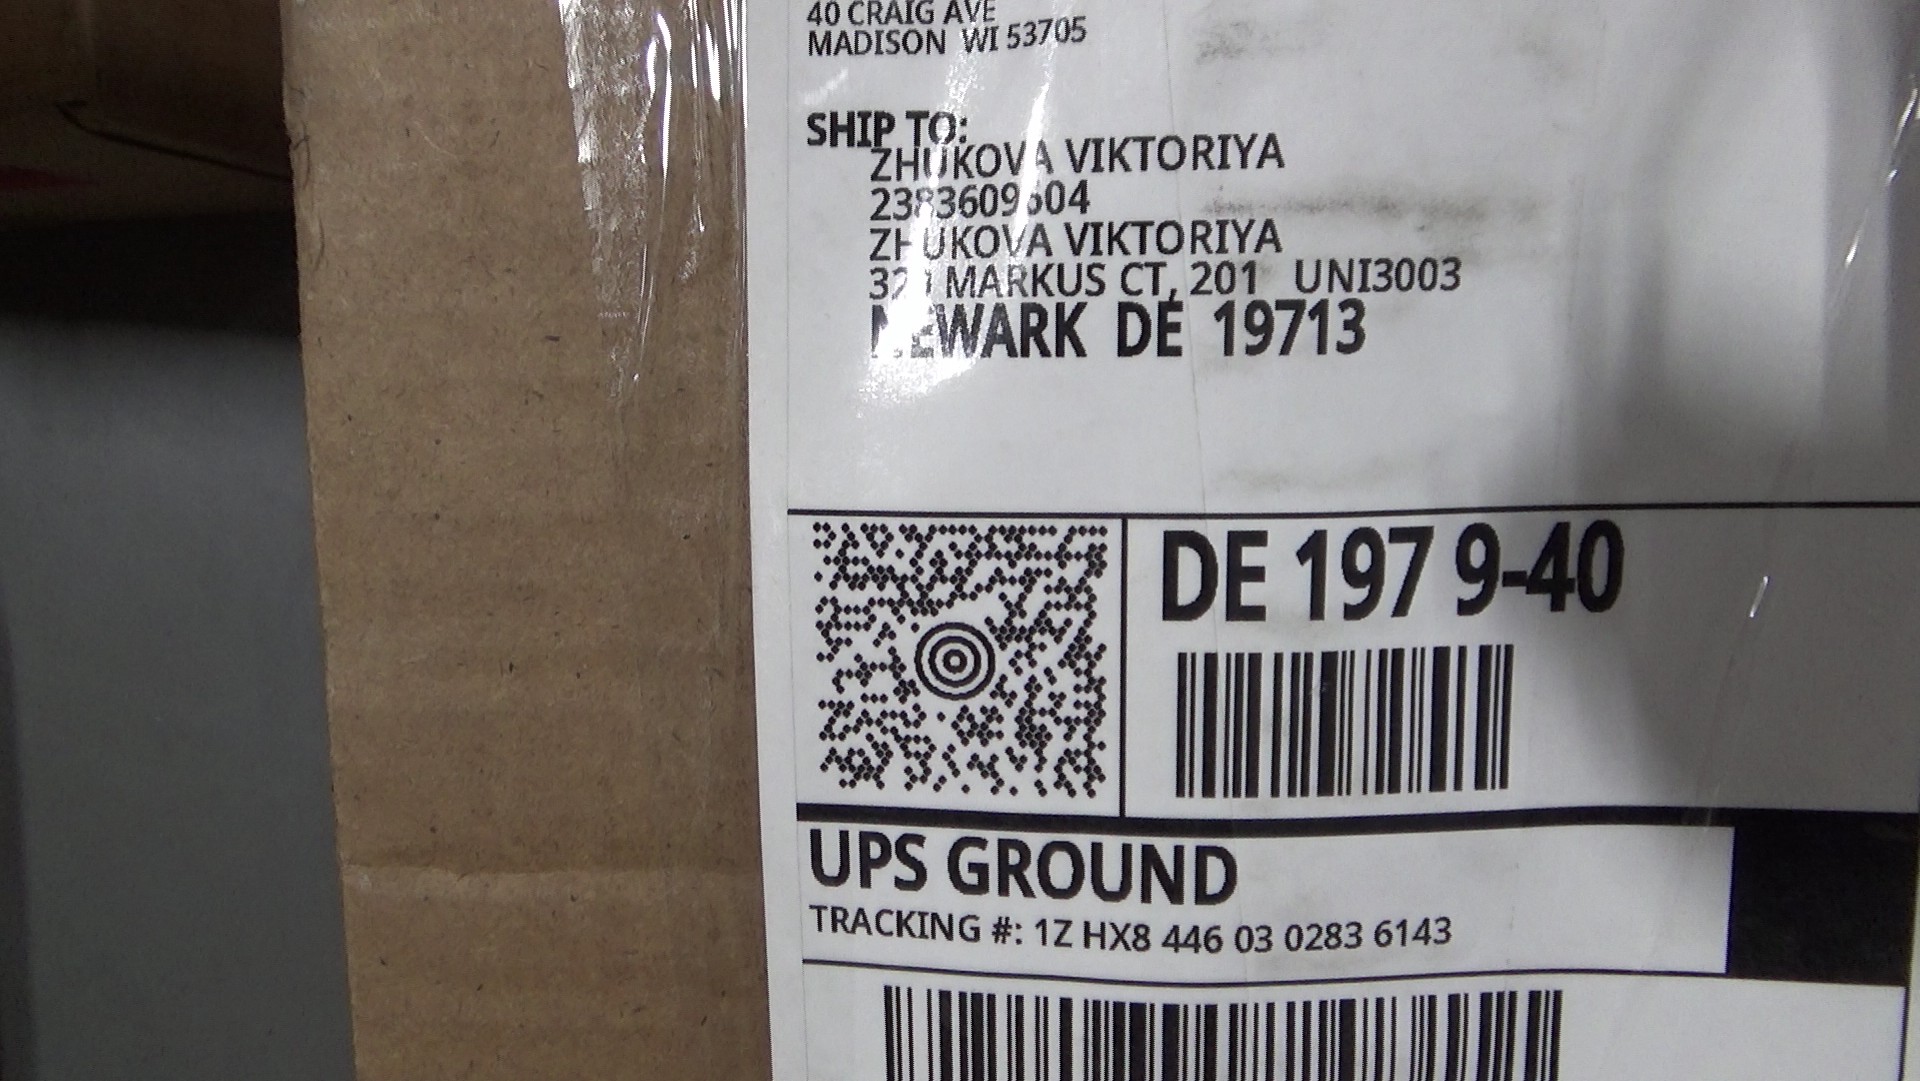 40 CRAIG AVE
MADISON WI 53705
SHIP TO:
ZHUKOVA VIKTORIYA
ZHUKOVA VIKTORIYA
MARKUS CT, 201 UNI3003
NEWARK DE 19713
DE 197 9-40
UPS GROUND
TRACKING #: 1Z HX8 446 03 0283 6143